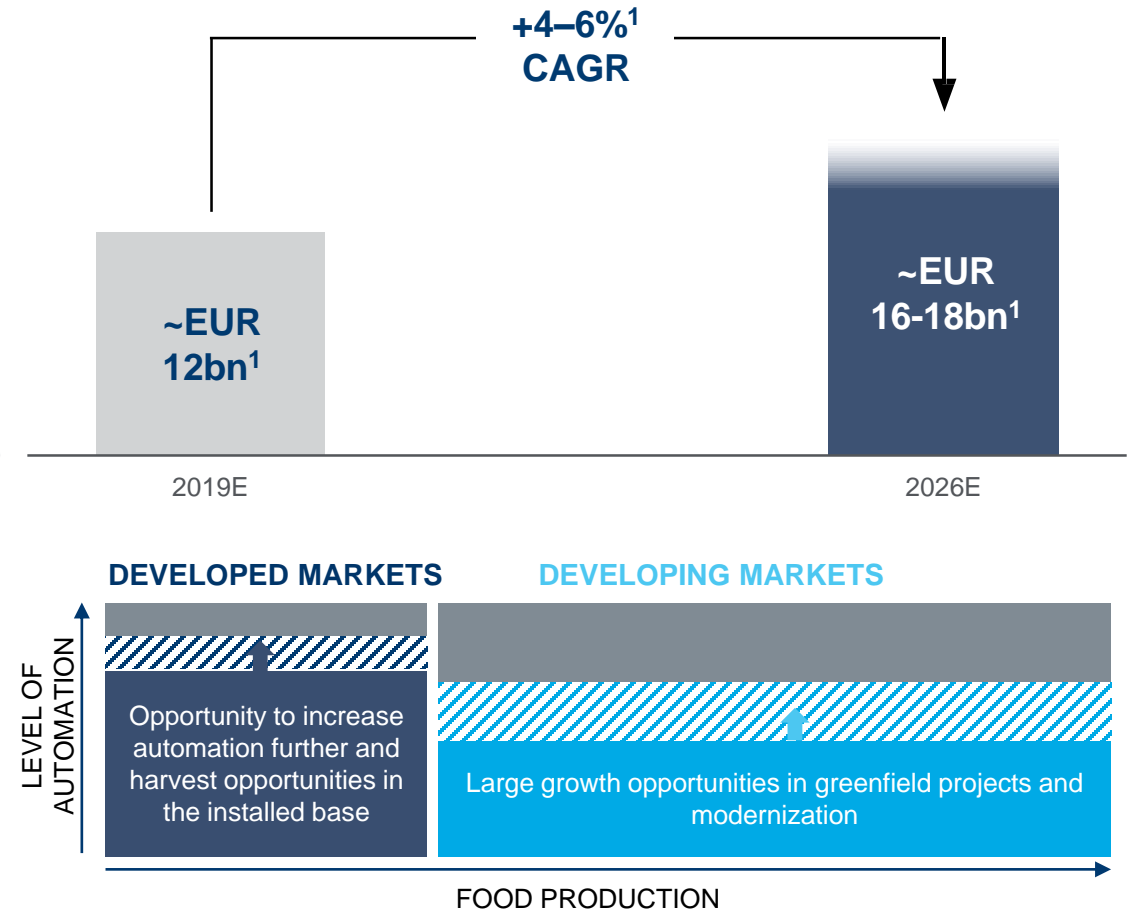 +4–6%¹
CAGR
~EUR
12bn¹
~EUR
16-18bn¹
2019E
2026E
DEVELOPED MARKETS
DEVELOPING MARKETS
LEVEL OF
AUTOMATION
Opportunity to increase
automation further and
harvest opportunities in
the installed base
Large growth opportunities in greenfield projects and
modernization
FOOD PRODUCTION